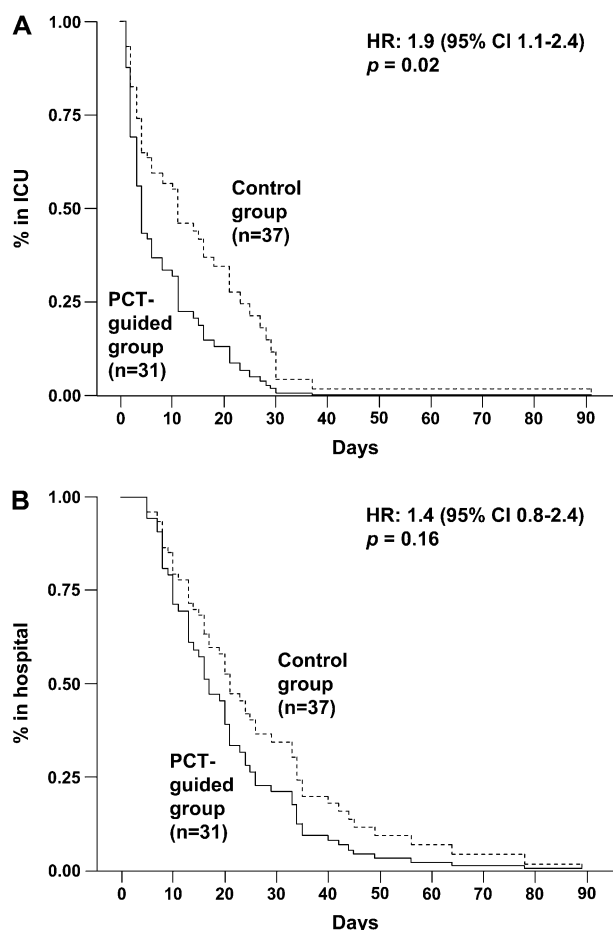 A
HR: 1.9 (95% CI 1.1-2.4)
p = 0.02
% in ICU
1.00
0.75
0.50
0.25
0.00
Control
group
(n=37)
PCT-
guided
group
(n=31)
0 10 20 30 40 50 60 70 80 90
Days
B
HR: 1.4 (95% CI 0.8-2.4)
p = 0.16
% in hospital
1.00
0.75
0.50
0.25
0.00
Control
group
(n=37)
PCT-
guided
group
(n=31)
0 10 20 30 40 50 60 70 80 90
Days